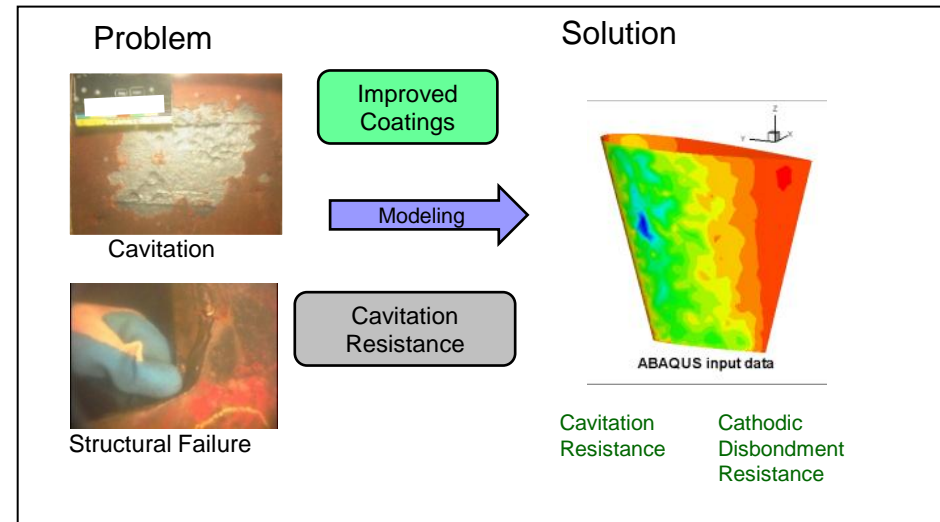 Problem
Solution
Improved
Coatings
Z
Y
X
Modeling
Cavitation
Cavitation
Resistance
ABAQUS input data
Structural Failure
Cavitation
Resistance
Cathodic
Disbondment
Resistance